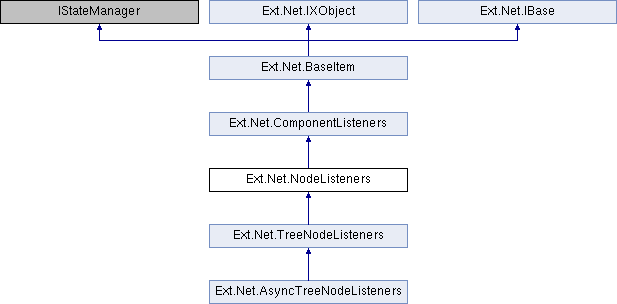 IStateManager
Ext.Net.IXObject
Ext.Net.IBase
Ext.Net.BaseItem
Ext.Net.ComponentListeners
Ext.Net.NodeListeners
Ext.Net.TreeNodeListeners
Ext.Net.AsyncTreeNodeListeners